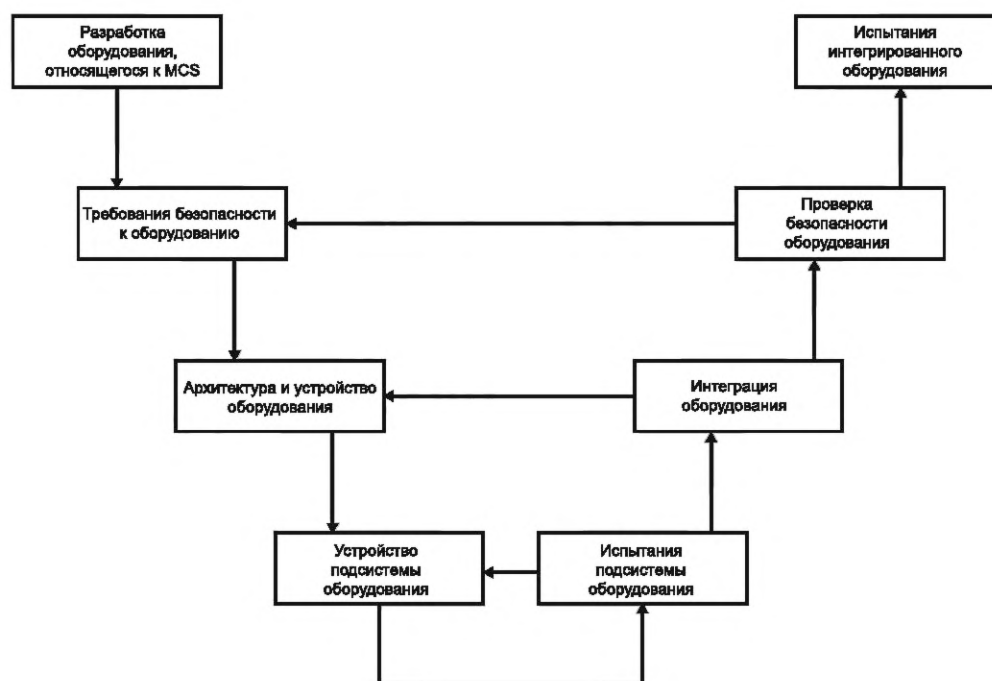 Разработка
оборудования,
относящегося к MCS
Испытания
интегрированного
оборудования
Требования безопасности
к оборудованию
Проверка
безопасности
оборудования
Архитектура и устройство
оборудования
Интеграция
оборудования
Устройство
подсистемы
оборудования
Испытания
подсистемы
оборудования